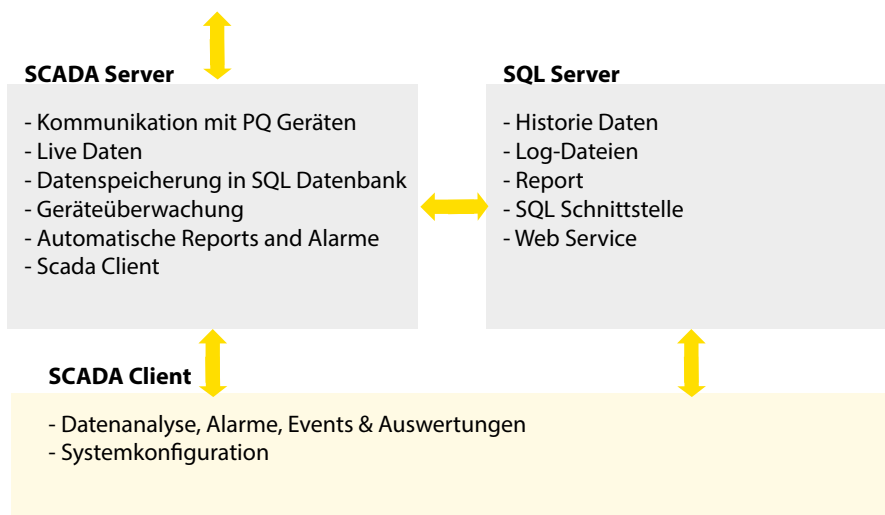 SCADA Server
- Kommunikation mit PQ Geräten
- Live Daten
- Datenspeicherung in SQL Datenbank
- Geräteüberwachung
- Automatische Reports and Alarme
- Scada Client
SQL Server
- Historie Daten
- Log-Dateien
- Report
- SQL Schnittstelle
- Web Service
SCADA Client
- Datenanalyse, Alarme, Events & Auswertungen
- Systemkonfiguration